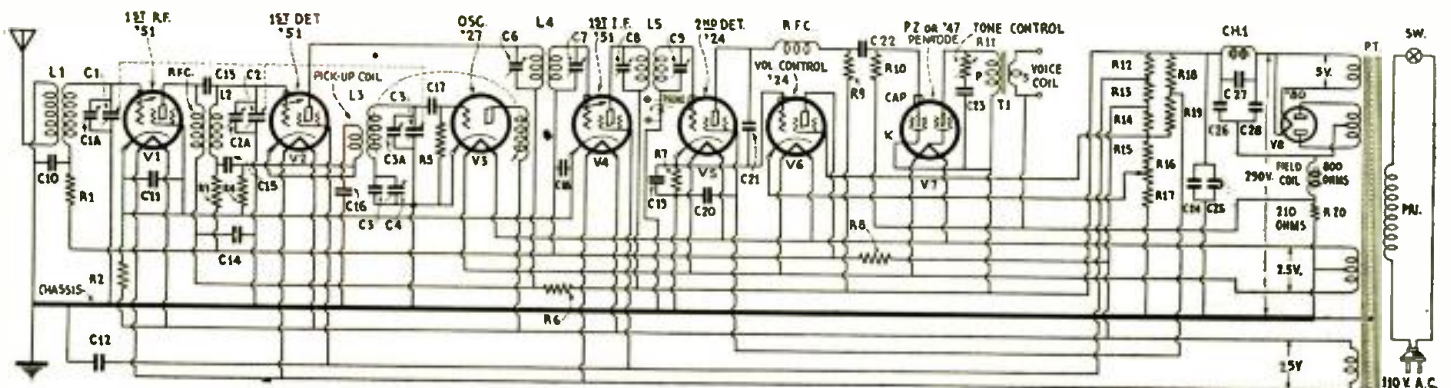 1ST R.F. '51
1ST DET. '51
OSC. '27
L4
1ST I.F. '51
L5
2ND DET. '24
R.F.C.
PZ or '47 PENTODE
TONE CONTROL
R11
CH.1
P.T.
SW.
C6
C7
C8
C9
C22
VOL CONTROL '24
R9
R10
P
C23
T1
VOICE COIL
R12
R18
5V.
L1
C1
RFC.
C15
L2
C2
PICK-UP COIL
L3
C17
PHONO
CAP
K
R13
R14
R19
C27
C26
C28
'80
V8
C1A
V1
C2A
V2
C3A
R5
V3
V4
R7
V5
C21
V6
V7
R15
R16
R17
290V.
FIELD COIL
800 OHMS
C10
R1
C11
C15
C16
C3
C4
C19
C20
C24
C25
210 OHMS
R20
PRI.
C14
R8
R2
2.5V.
CHASSIS
R6
C12
2.5V
110 V. A.C.